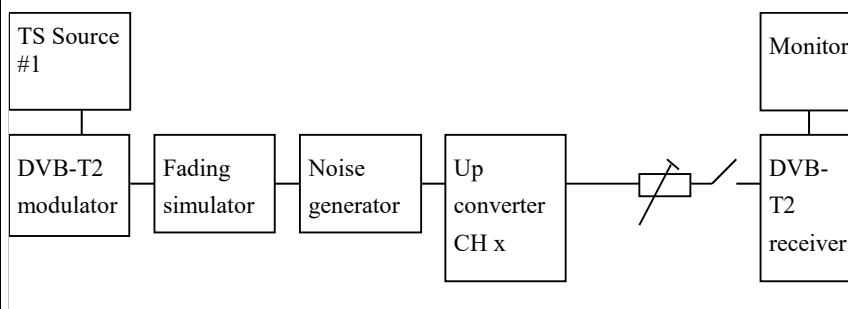 TS Source
#1
Monitor
DVB-T2
modulator
Fading
simulator
Noise
generator
Up
converter
CH x
DVB-
T2
receiver